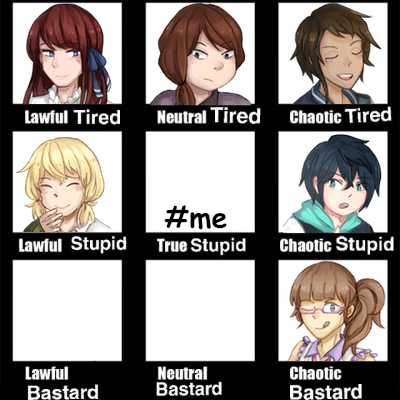 Lawful Tired
Neutral Tired
Chaotic Tired
#me
Lawful Stupid
True Stupid
Chaotic Stupid
Lawful
Bastard
Neutral
Bastard
Chaotic
Bastard